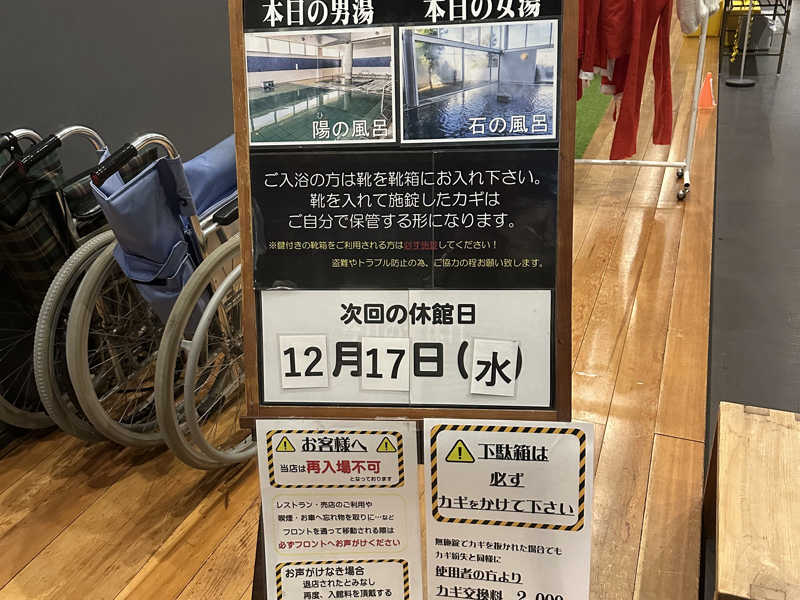 本日の男湯
本日の女湯
陽の風呂
石の風呂
ご入浴の方は靴を靴箱にお入れ下さい。
靴を入れて施錠したカギは
ご自分で保管する形になります。
※鍵付きの靴箱をご利用される方は必ず施錠してください!
盗難やトラブル防止の為、ご協力の程お願い致します。
次回の休館日
12月17日(水)
お客様へ
当店は再入場不可
となっております
レストラン・売店のご利用や
喫煙・お車へ忘れ物を取りに…など
フロントを通って移動される際は
必ずフロントへお声がけください
お声がけなき場合
退店されたとみなし
再度、入館料を頂戴する
下駄箱は
必ず
カギをかけて下さい
無施錠でカギを抜かれた場合でも
カギ紛失と同様に
使用者の方より
カギ交換料 2,000